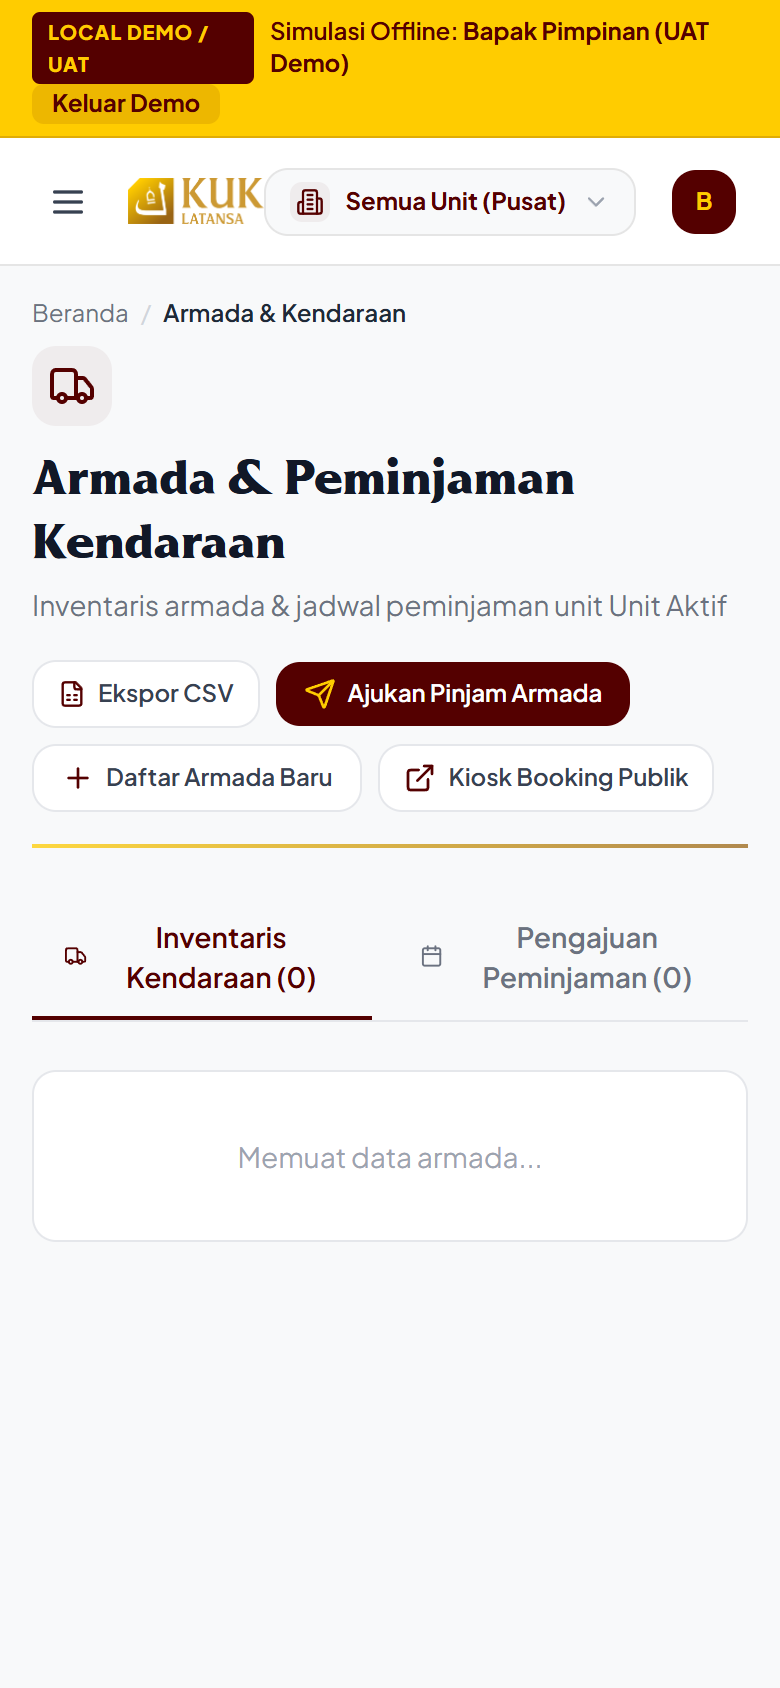 LOCAL DEMO /
UAT
Simulasi Offline: Bapak Pimpinan (UAT
Demo)
Keluar Demo
KUK
LATANSA
Semua Unit (Pusat)
B
Beranda / Armada & Kendaraan
Armada & Peminjaman
Kendaraan
Inventaris armada & jadwal peminjaman unit Unit Aktif
Ekspor CSV
Ajukan Pinjam Armada
Daftar Armada Baru
Kiosk Booking Publik
Inventaris
Kendaraan (0)
Pengajuan
Peminjaman (0)
Memuat data armada...